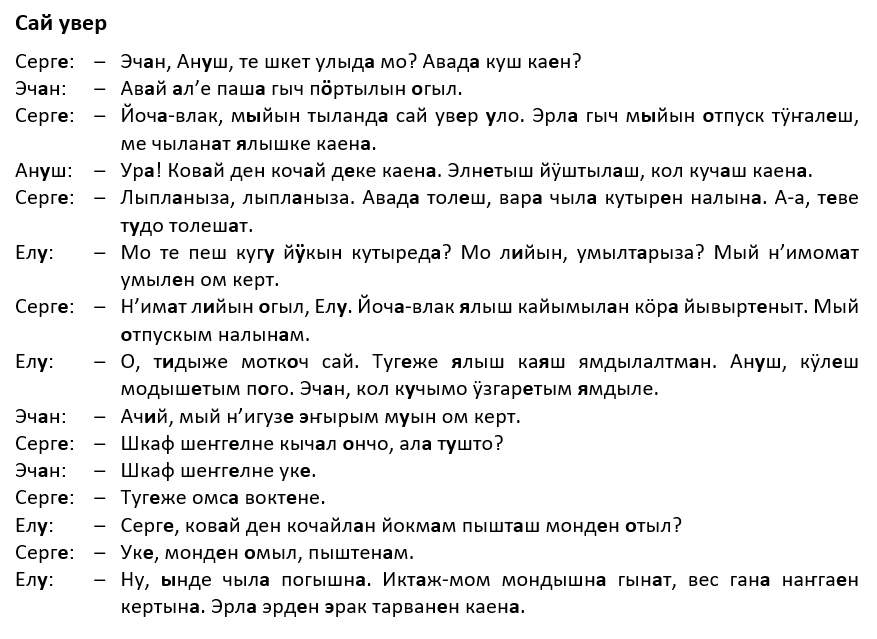 Сай увер
Серге: – Эчан, Ануш, те шкет улыда мо? Авада куш каен?
Эчан: – Авай ал’е паша гыч пӧртылын огыл.
Серге: – Йоча-влак, мыйын тыланда сай увер уло. Эрла гыч мыйын отпуск тӱҥалеш,
ме чыланат ялышке каена.
Ануш: – Ура! Ковай ден кочай деке каена. Элнетыш йӱштылаш, кол кучаш каена.
Серге: – Лыпланыза, лыпланыза. Авада толеш, вара чыла кутырен налына. А-а, теве
тудо толешат.
Елу: – Мо те пеш кугу йӱкын кутыреда? Мо лийын, умылтарыза? Мый н’имомат
умылен ом керт.
Серге: – Н’имат лийын огыл, Елу. Йоча-влак ялыш кайымылан кӧра йывыртеныт. Мый
отпускым налынам.
Елу: – О, тидыже моткоч сай. Тугеже ялыш каяш ямдылалтман. Ануш, кӱлеш
модышетым пого. Эчан, кол кучымо ӱзгаретым ямдыле.
Эчан: – Ачий, мый н’игузе эҥырым муын ом керт.
Серге: – Шкаф шеҥгелне кычал ончо, ала тушто?
Эчан: – Шкаф шеҥгелне уке.
Серге: – Тугеже омса воктене.
Елу: – Серге, ковай ден кочайлан йокмам пышташ монден отыл?
Серге: – Уке, монден омыл, пыштенам.
Елу: – Ну, ынде чыла погышна. Иктаж-мом мондышна гынат, вес гана наҥгаен
кертына. Эрла эрден эрак тарванен каена.